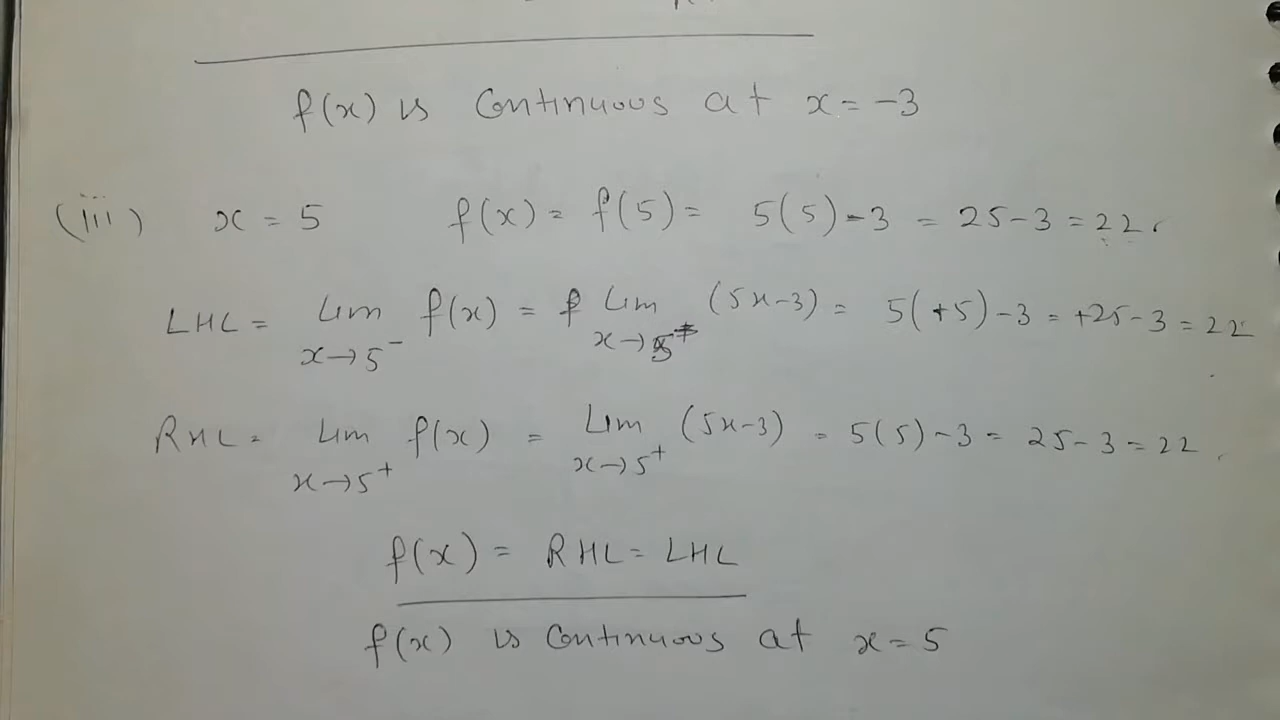 f(x) is Continuous at x = -3
(iii) x = 5 f(x) = f(5) = 5(5) - 3 = 25 - 3 = 22.
LHL = Lim x→5⁻ f(x) = Lim x→5 (5x-3) = 5(+5) - 3 = +25 - 3 = 22
RHL = Lim x→5⁺ f(x) = Lim x→5⁺ (5x-3) = 5(5) - 3 = 25 - 3 = 22.
f(x) = RHL = LHL
f(x) is Continuous at x = 5